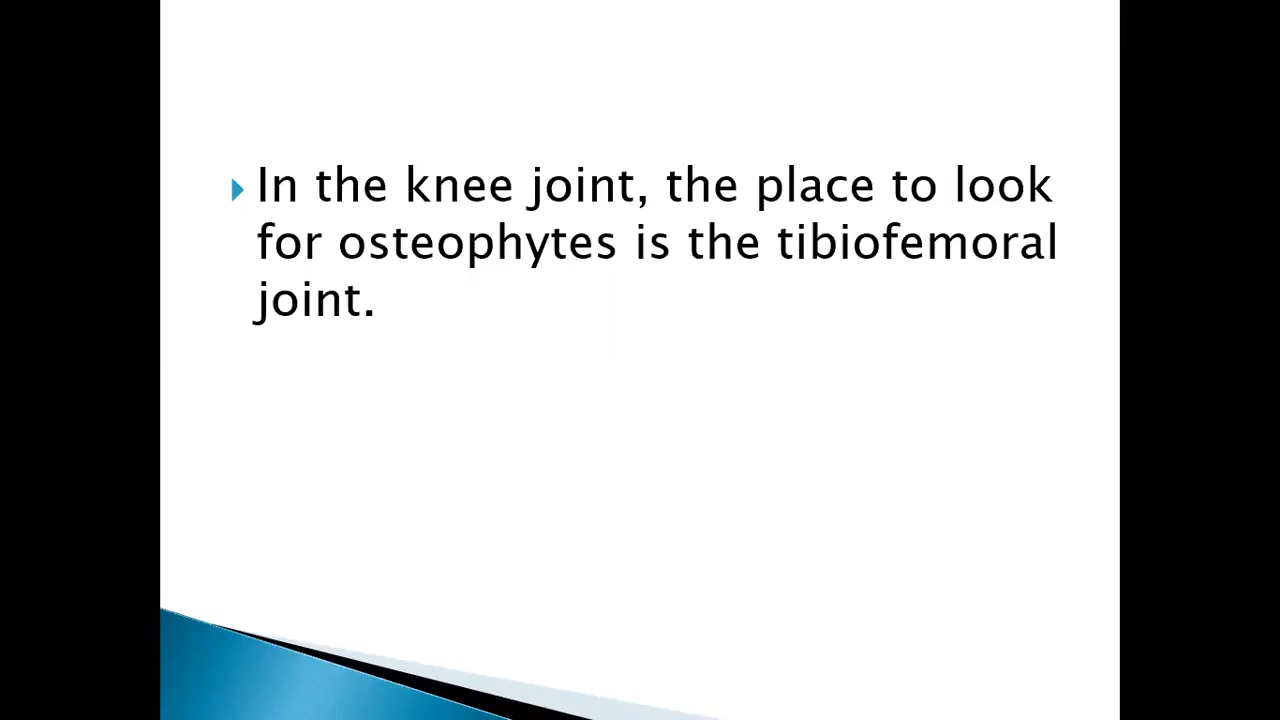 In the knee joint, the place to look
for osteophytes is the tibiofemoral
joint.